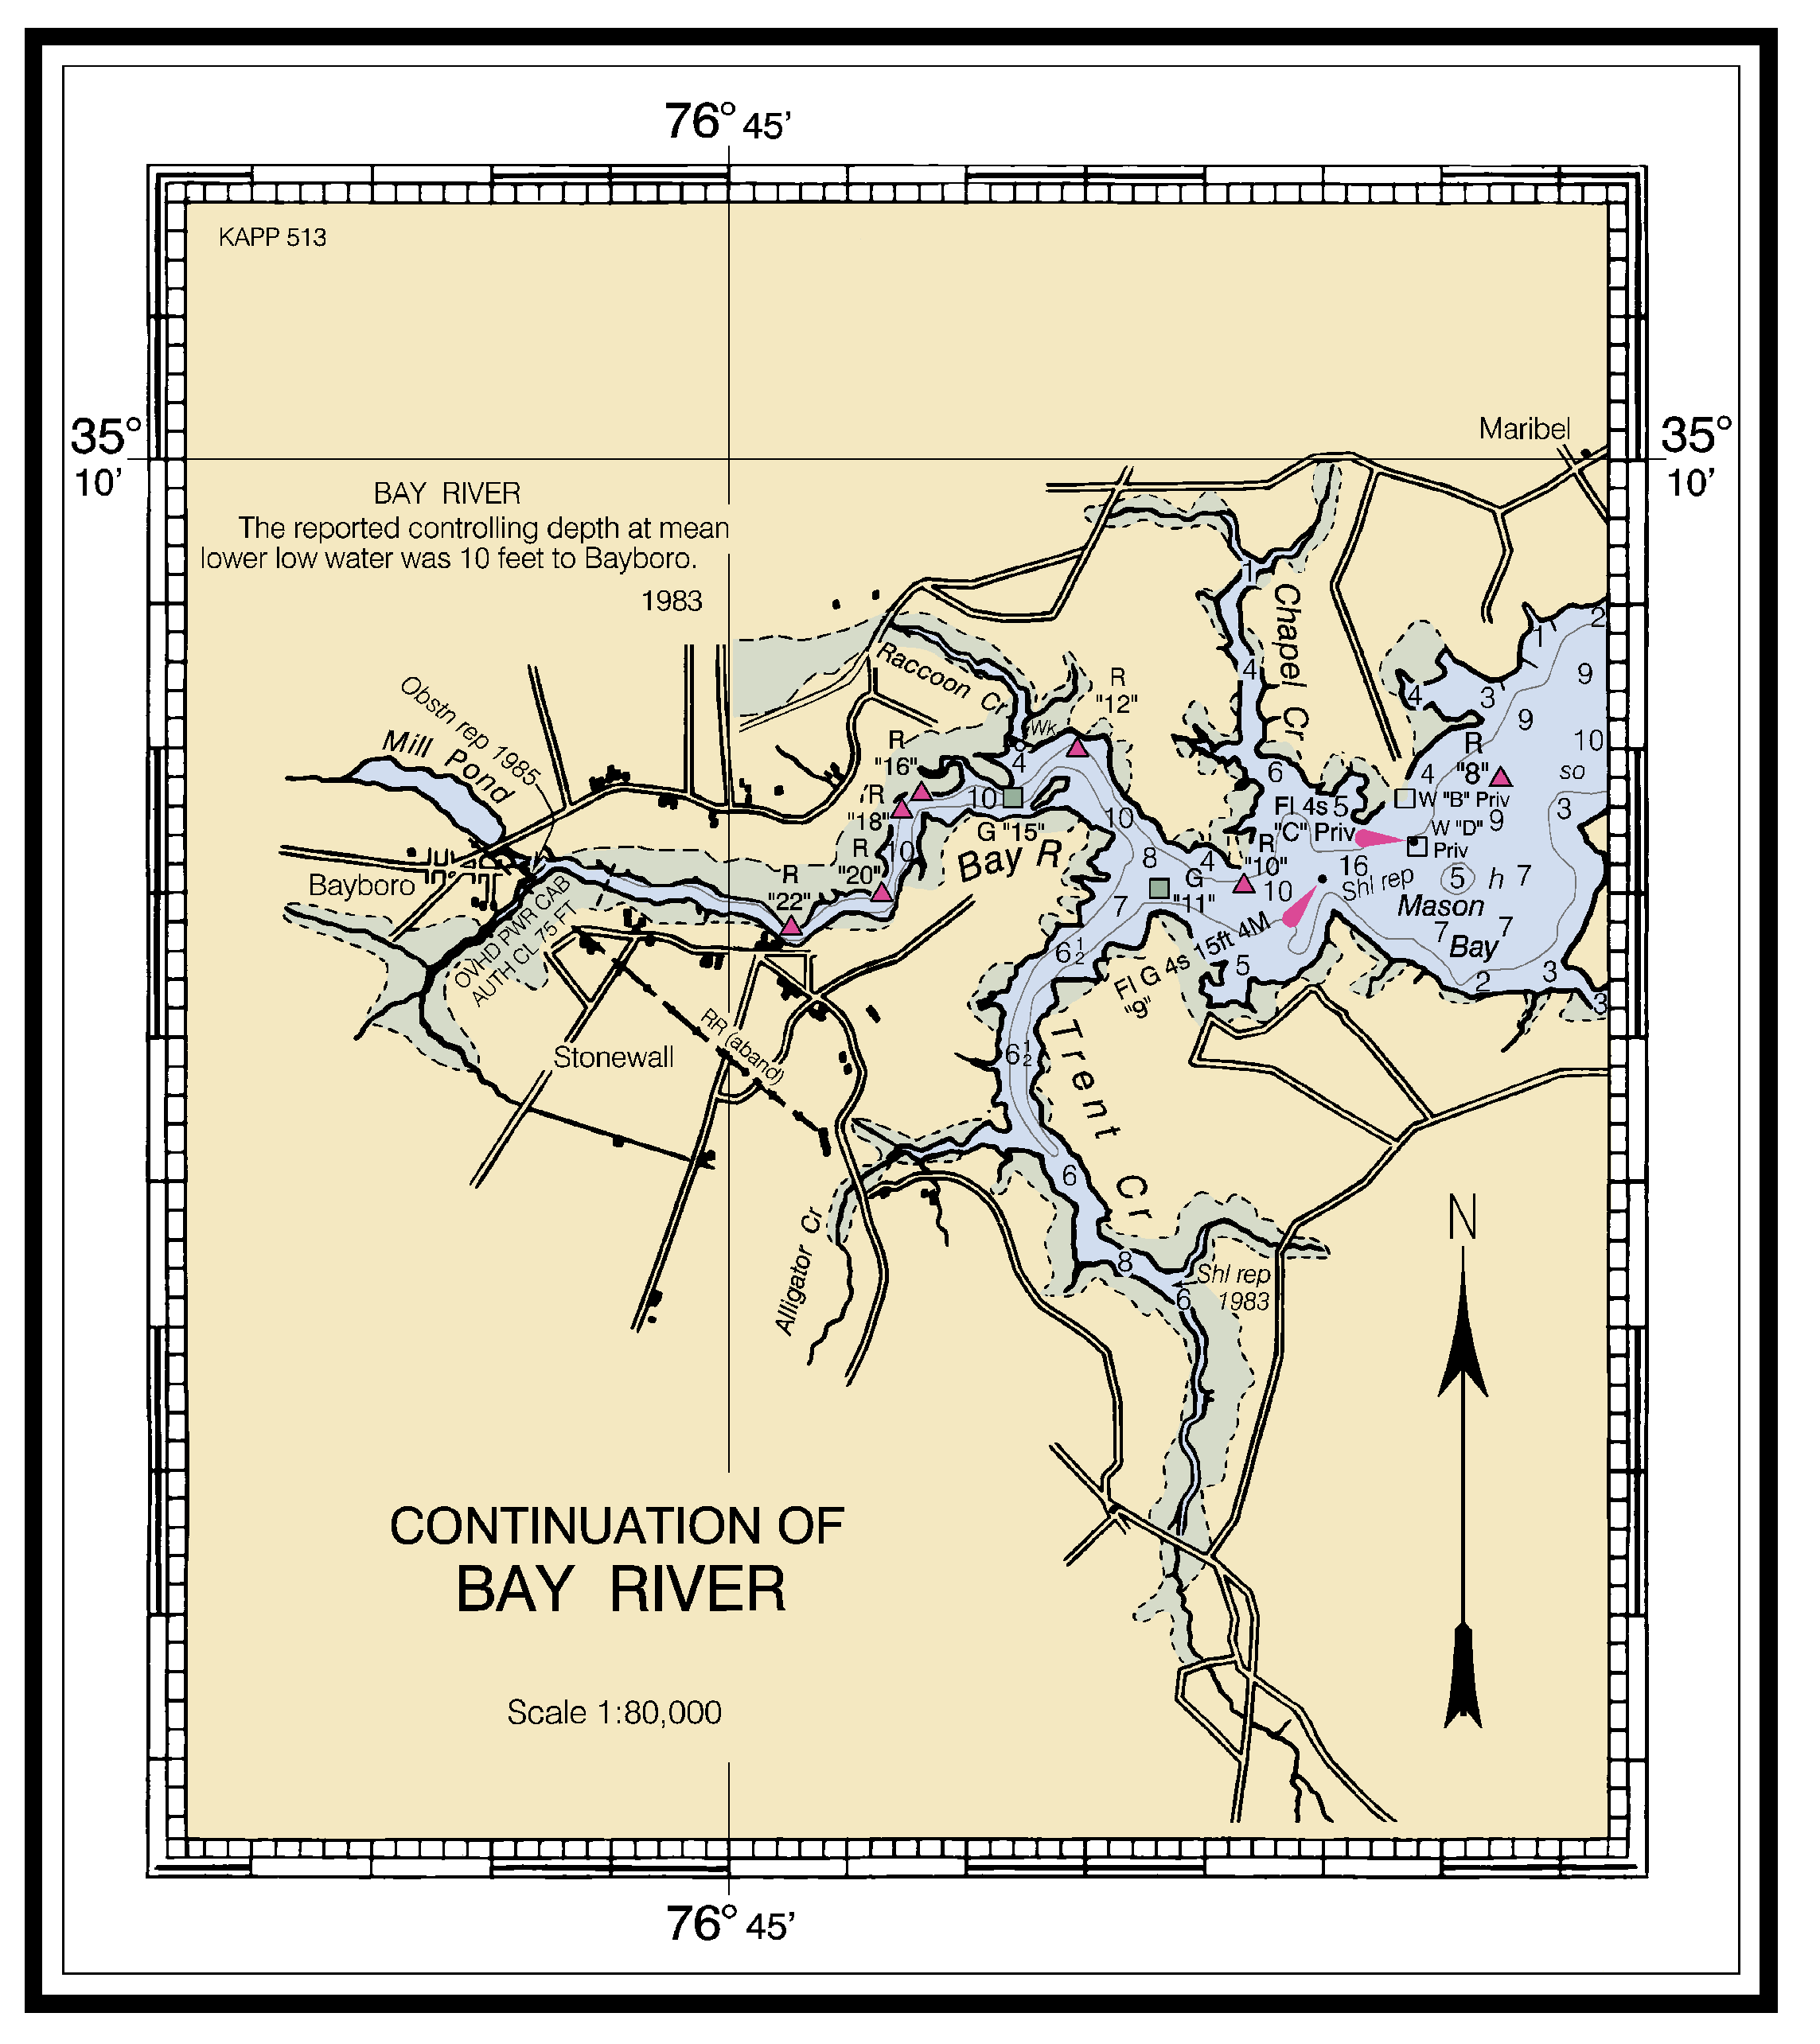 76° 45'
KAPP 513
35°
10'
Maribel
35°
10'
BAY RIVER
The reported controlling depth at mean
lower low water was 10 feet to Bayboro.
1983
1
Chapel Cr
4
2
1
9
4
3
9
10
so
Raccoon Cr
R
"12"
Wk
Obstn rep 1985
Mill Pond
R
"16"
4
R
"18"
10
G "15"
10
6
Fl 4s
5
"C" Priv
R
4
"8"
W "B" Priv
3
W "D"
9
Priv
R
"20"
10
Bay R
8
4
R
"10"
16
Shl rep
5
h
7
Bayboro
R
"22"
G
"11"
10
7
Mason
7
Bay
7
OVHD PWR CAB
AUTH CL 75 FT
6 1/2
Fl G 4s 15ft 4M
"9"
5
2
3
3
Stonewall
RR (aband)
6 1/2
Trent Cr
6
Alligator Cr
8
Shl rep
1983
6
N
CONTINUATION OF
BAY RIVER
Scale 1:80,000
76° 45'